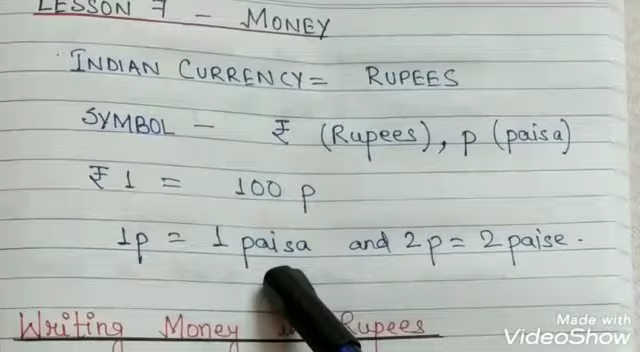 LESSON 7 - MONEY
INDIAN CURRENCY = RUPEES
SYMBOL - ₹ (Rupees), p (paisa)
₹ 1 = 100 p
1p = 1 paisa and 2p = 2 paise.
Writing Money in Rupees
Made with
VideoShow